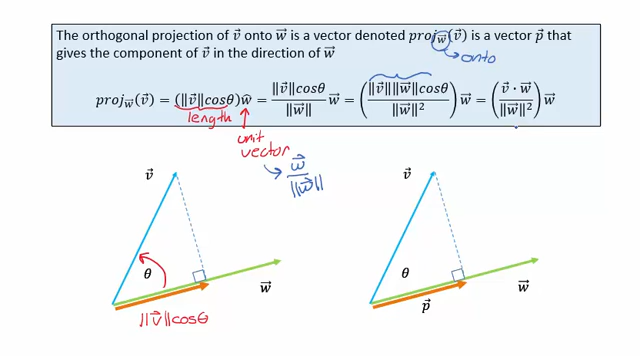 The orthogonal projection of v⃗ onto w⃗ is a vector denoted proj_w⃗(v⃗) is a vector p⃗ that
gives the component of v⃗ in the direction of w⃗
onto
proj_w⃗(v⃗) = (‖v⃗‖cosθ)ŵ = ‖v⃗‖cosθ / ‖w⃗‖ w⃗ = (‖v⃗‖‖w⃗‖cosθ / ‖w⃗‖²) w⃗ = (v⃗ · w⃗ / ‖w⃗‖²) w⃗
length
unit
vector
w⃗ / ‖w⃗‖
v⃗ v⃗
θ θ
w⃗ w⃗
‖v⃗‖cosθ p⃗